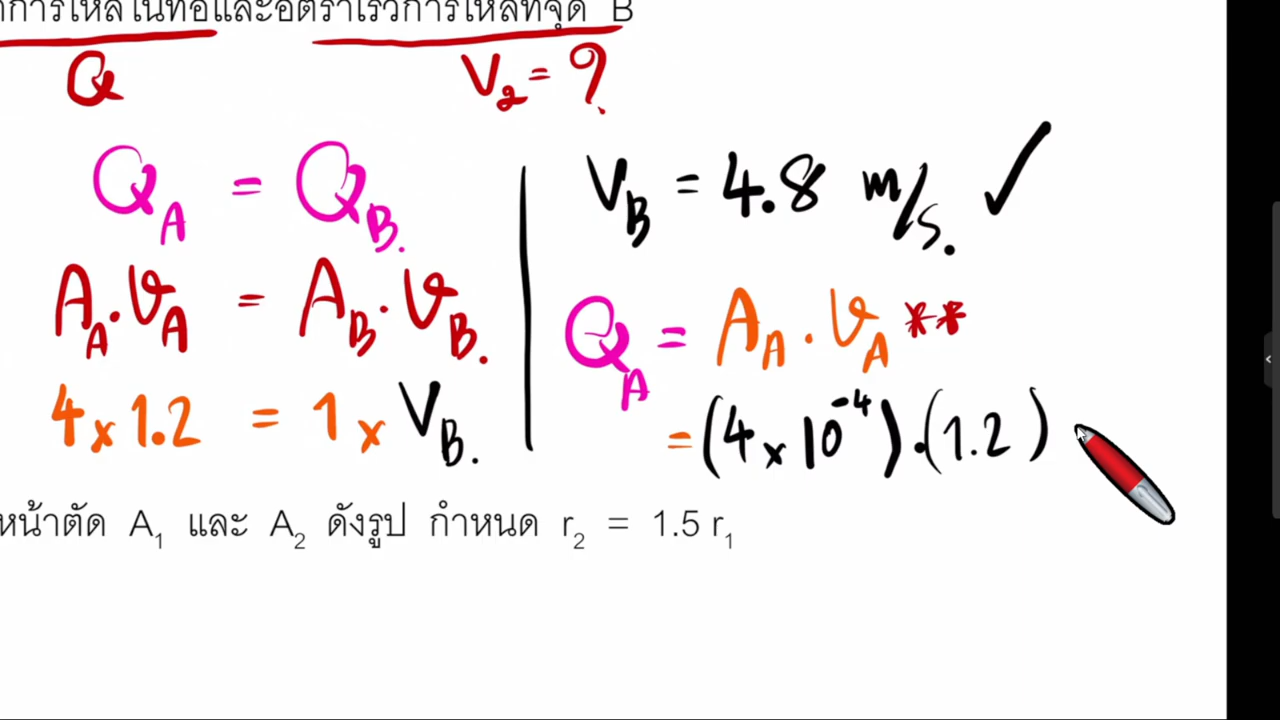 การไหลในท่อและอัตราเร็วการไหลที่จุด B
Q
V₂ = ?
Q_A = Q_B.
A_A . v_A = A_B . v_B.
4 x 1.2 = 1 x V_B.
V_B = 4.8 m/s. ✓
Q_A = A_A . v_A **
= (4 x 10⁻⁴) . (1.2)
หน้าตัด A₁ และ A₂ ดังรูป กำหนด r₂ = 1.5 r₁